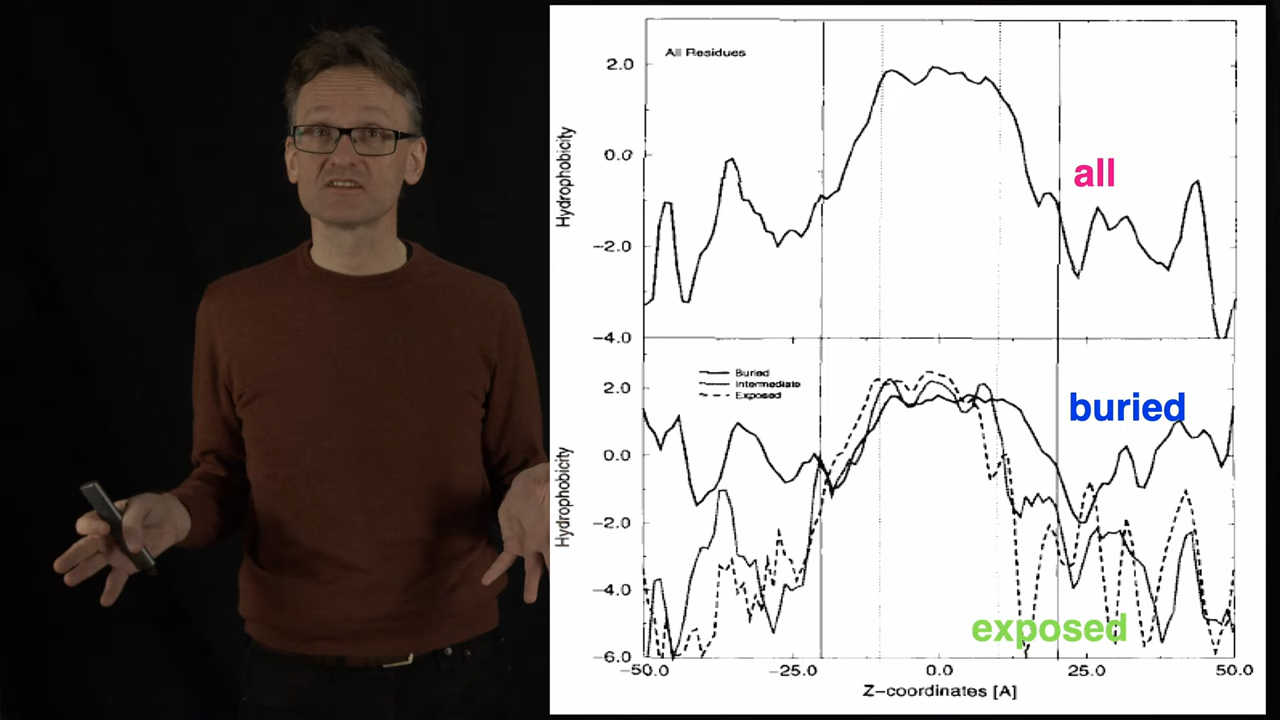 All Residues
2.0
0.0
-2.0
-4.0
Hydrophobicity
all
Buried
Intermediate
Exposed
2.0
0.0
-2.0
-4.0
-6.0
Hydrophobicity
buried
exposed
-50.0 -25.0 0.0 25.0 50.0
Z-coordinates [A]